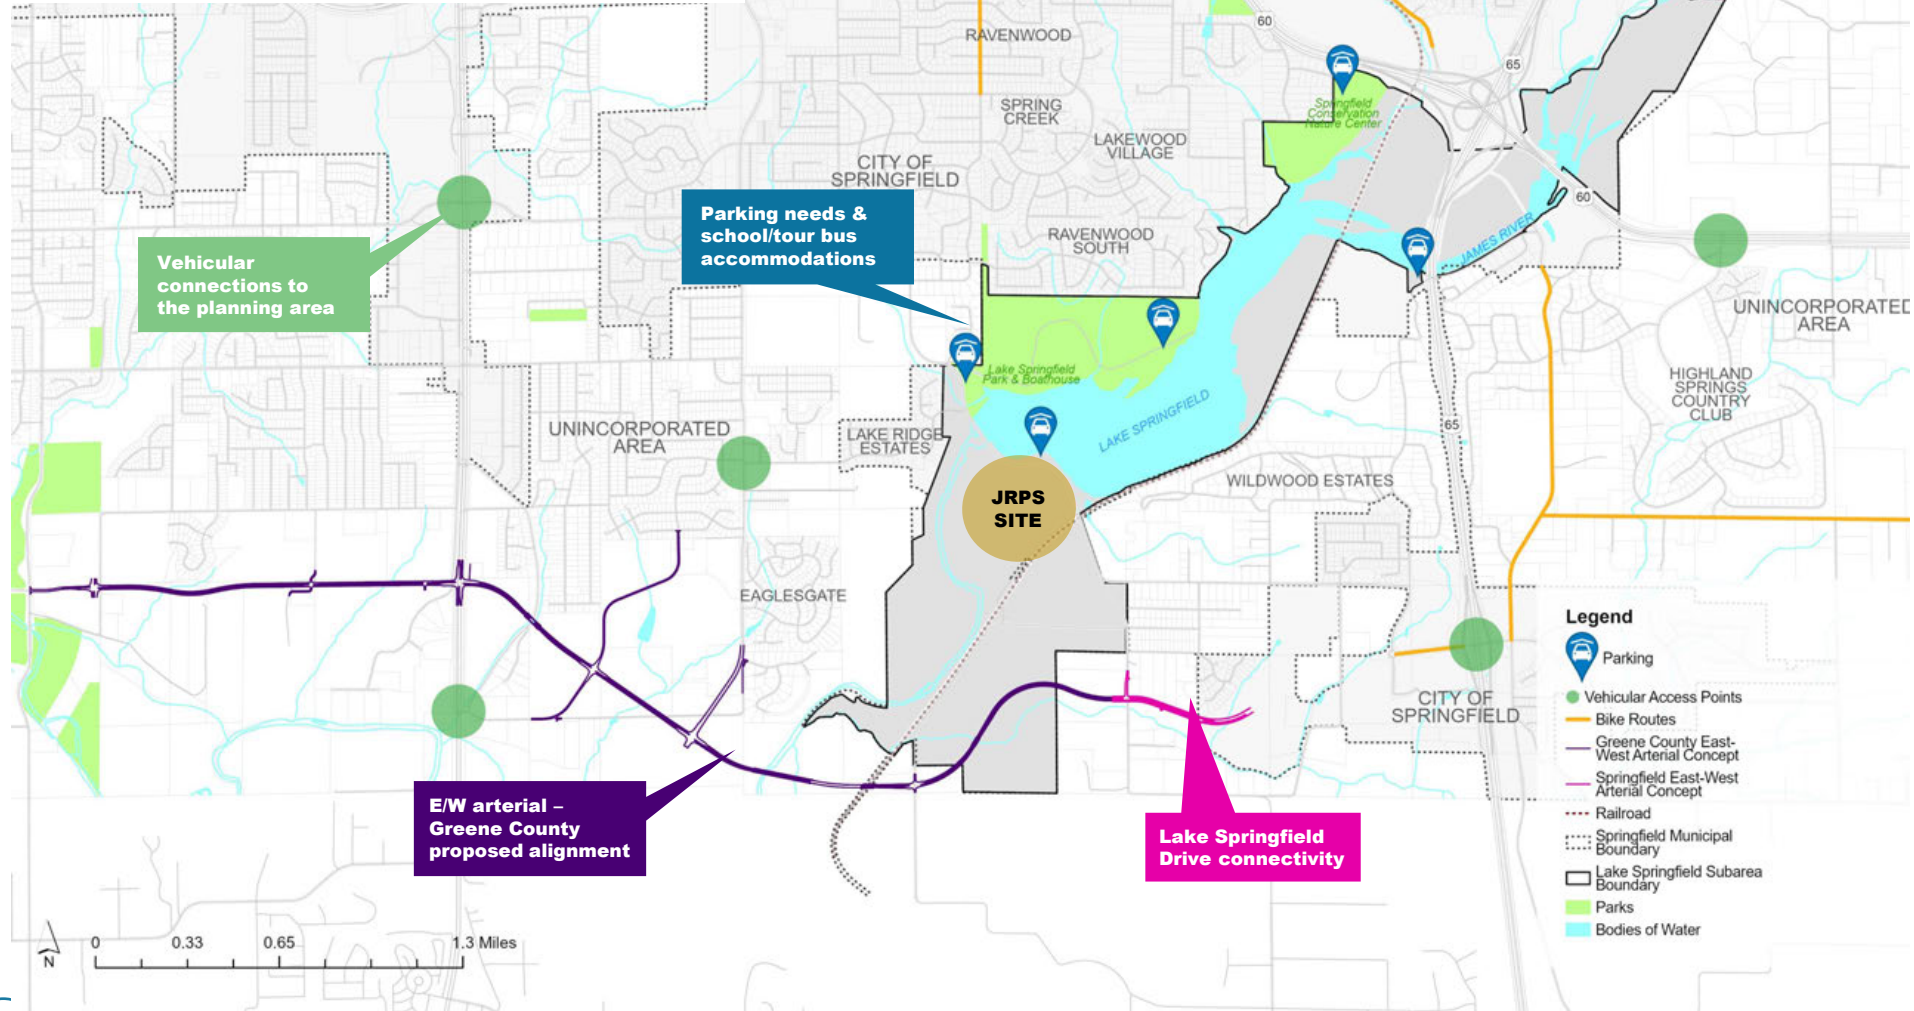 60
RAVENWOOD
65
SPRING
CREEK
Springfield
Conservation
Nature Center
LAKEWOOD
VILLAGE
CITY OF
SPRINGFIELD
60
Parking needs &
school/tour bus
accommodations
RAVENWOOD
SOUTH
JAMES RIVER
Vehicular
connections to
the planning area
UNINCORPORATED
AREA
Lake Springfield
Park & Boathouse
HIGHLAND
SPRINGS
COUNTRY
CLUB
LAKE SPRINGFIELD
65
UNINCORPORATED
AREA
LAKE RIDGE
ESTATES
WILDWOOD ESTATES
JRPS
SITE
EAGLESGATE
CITY OF
SPRINGFIELD
E/W arterial –
Greene County
proposed alignment
Lake Springfield
Drive connectivity
Legend
Parking
Vehicular Access Points
Bike Routes
Greene County East-
West Arterial Concept
Springfield East-West
Arterial Concept
Railroad
Springfield Municipal
Boundary
Lake Springfield Subarea
Boundary
Parks
Bodies of Water
N
0 0.33 0.65 1.3 Miles